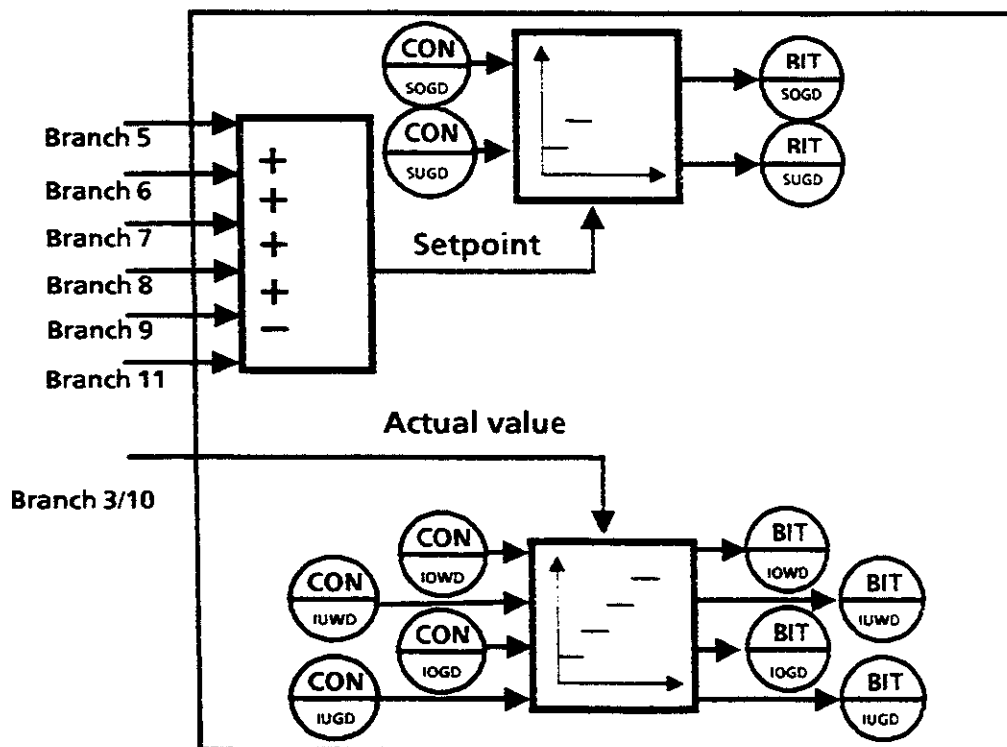 CON
SOGD
CON
SUGD
RIT
SOGD
RIT
SUGD
Branch 5
Branch 6
Branch 7
Branch 8
Branch 9
Branch 11
+
+
+
+
−
Setpoint
Actual value
Branch 3/10
CON
IOWD
CON
IUWD
CON
IOGD
CON
IUGD
BIT
IOWD
BIT
IUWD
BIT
IOGD
BIT
IUGD